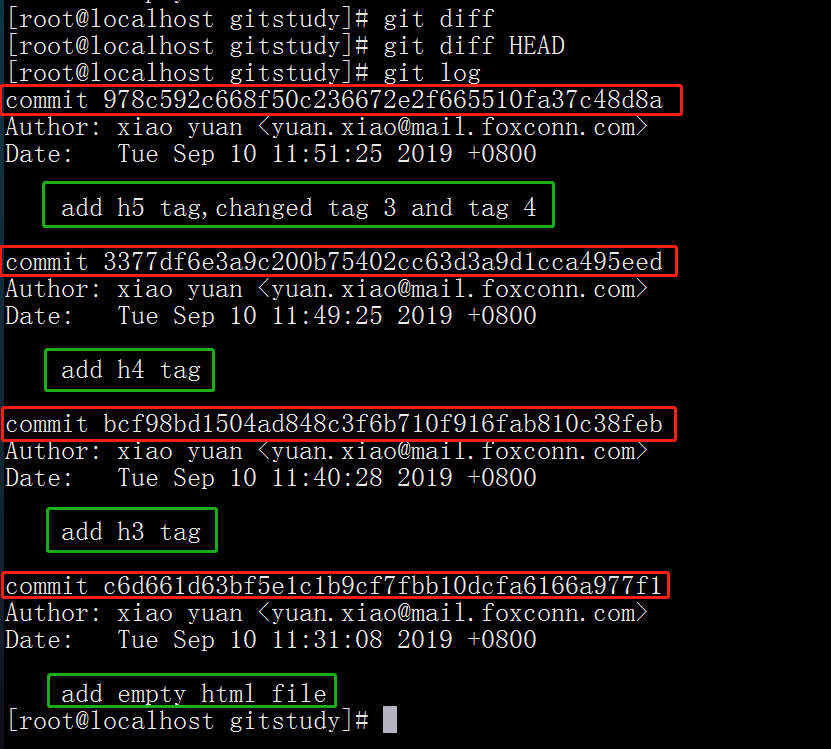 [root@localhost gitstudy]# git diff
[root@localhost gitstudy]# git diff HEAD
[root@localhost gitstudy]# git log
commit 978c592c668f50c236672e2f665510fa37c48d8a
Author: xiao yuan <yuan.xiao@mail.foxconn.com>
Date:   Tue Sep 10 11:51:25 2019 +0800
add h5 tag,changed tag 3 and tag 4
commit 3377df6e3a9c200b75402cc63d3a9d1cca495eed
Author: xiao yuan <yuan.xiao@mail.foxconn.com>
Date:   Tue Sep 10 11:49:25 2019 +0800
add h4 tag
commit bcf98bd1504ad848c3f6b710f916fab810c38feb
Author: xiao yuan <yuan.xiao@mail.foxconn.com>
Date:   Tue Sep 10 11:40:28 2019 +0800
add h3 tag
commit c6d661d63bf5e1c1b9cf7fbb10dcfa6166a977f1
Author: xiao yuan <yuan.xiao@mail.foxconn.com>
Date:   Tue Sep 10 11:31:08 2019 +0800
add empty html file
[root@localhost gitstudy]#